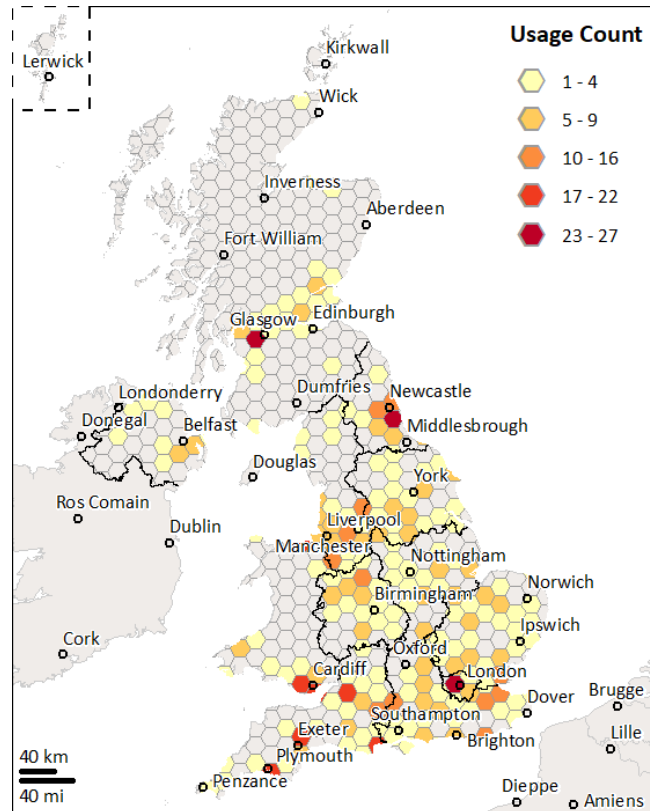 Usage Count
1 - 4
5 - 9
10 - 16
17 - 22
23 - 27
Lerwick
Kirkwall
Wick
Inverness
Aberdeen
Fort William
Glasgow
Edinburgh
Dumfries
Newcastle
Londonderry
Donegal
Belfast
Middlesbrough
Douglas
York
Ros Comain
Dublin
Liverpool
Manchester
Nottingham
Norwich
Birmingham
Ipswich
Cork
Oxford
Cardiff
London
Dover
Brugge
Southampton
Exeter
Brighton
Lille
Plymouth
Penzance
Dieppe
Amiens
40 km
40 mi